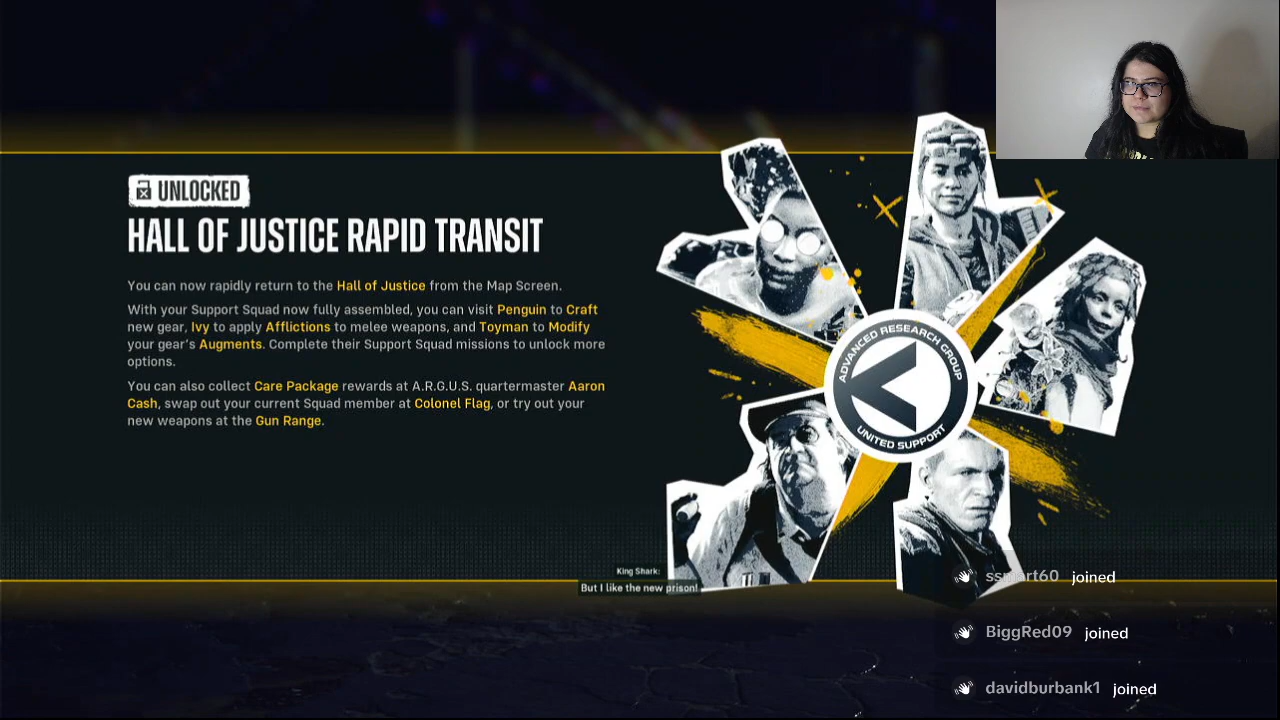 UNLOCKED
HALL OF JUSTICE RAPID TRANSIT
You can now rapidly return to the Hall of Justice from the Map Screen.
With your Support Squad now fully assembled, you can visit Penguin to Craft
new gear, Ivy to apply Afflictions to melee weapons, and Toyman to Modify
your gear's Augments. Complete their Support Squad missions to unlock more
options.
You can also collect Care Package rewards at A.R.G.U.S. quartermaster Aaron
Cash, swap out your current Squad member at Colonel Flag, or try out your
new weapons at the Gun Range.
ADVANCED RESEARCH GROUP
UNITED SUPPORT
King Shark:
But I like the new prison!
ssmart60 joined
BiggRed09 joined
davidburbank1 joined